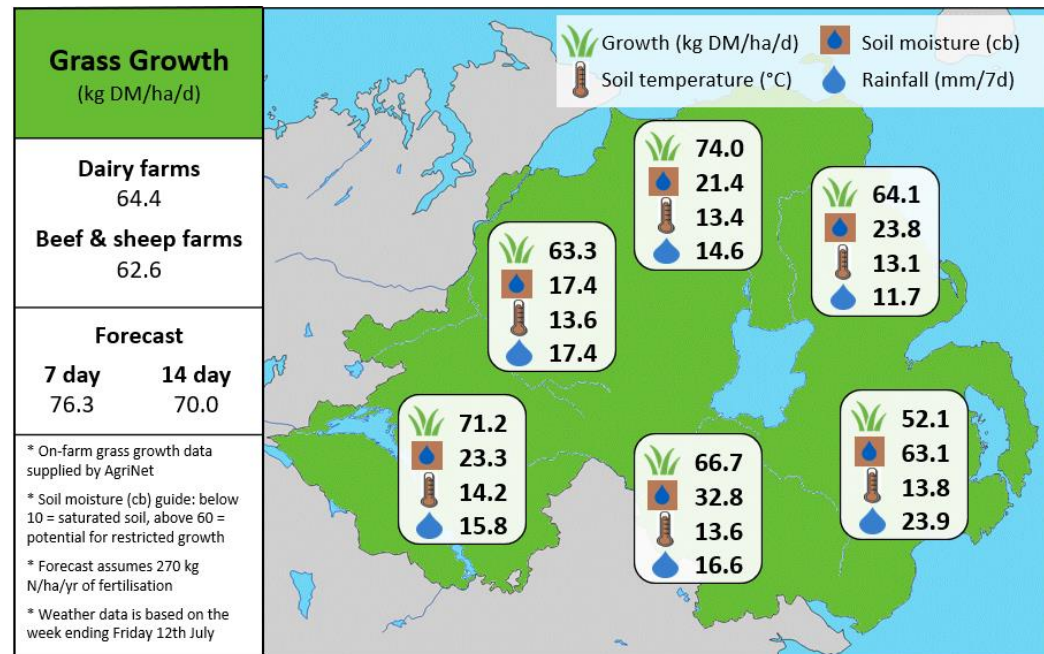 Grass Growth
(kg DM/ha/d)
Dairy farms
64.4
Beef & sheep farms
62.6
Forecast
7 day 14 day
76.3 70.0
* On-farm grass growth data
supplied by AgriNet
* Soil moisture (cb) guide: below
10 = saturated soil, above 60 =
potential for restricted growth
* Forecast assumes 270 kg
N/ha/yr of fertilisation
* Weather data is based on the
week ending Friday 12th July
Growth (kg DM/ha/d) Soil moisture (cb)
Soil temperature (°C) Rainfall (mm/7d)
74.0
21.4
13.4
14.6
64.1
23.8
13.1
11.7
63.3
17.4
13.6
17.4
71.2
23.3
14.2
15.8
66.7
32.8
13.6
16.6
52.1
63.1
13.8
23.9